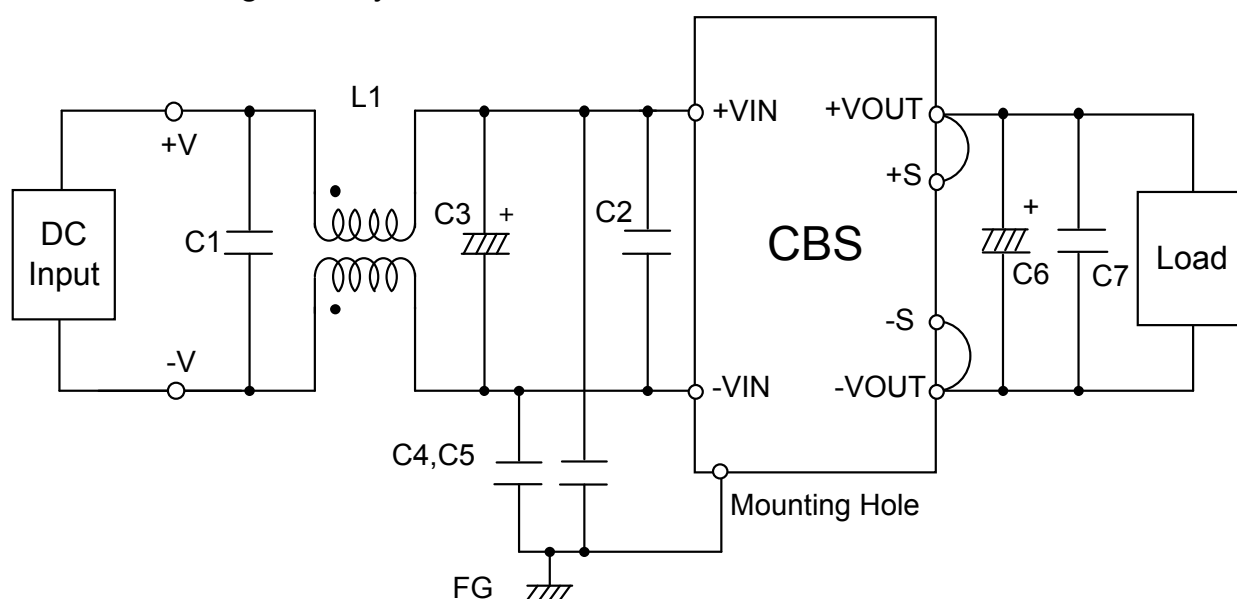 L1
+V
DC
Input
-V
C1
C3
+
C2
C4,C5
FG
+VIN
-VIN
CBS
+VOUT
+S
-S
-VOUT
Mounting Hole
+
C6
C7
Load